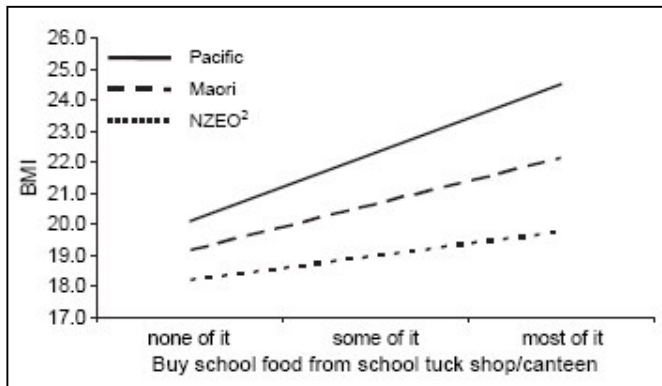 26.0
25.0
24.0
23.0
22.0
21.0
20.0
19.0
18.0
17.0
BMI
Pacific
Maori
NZEO²
none of it some of it most of it
Buy school food from school tuck shop/canteen